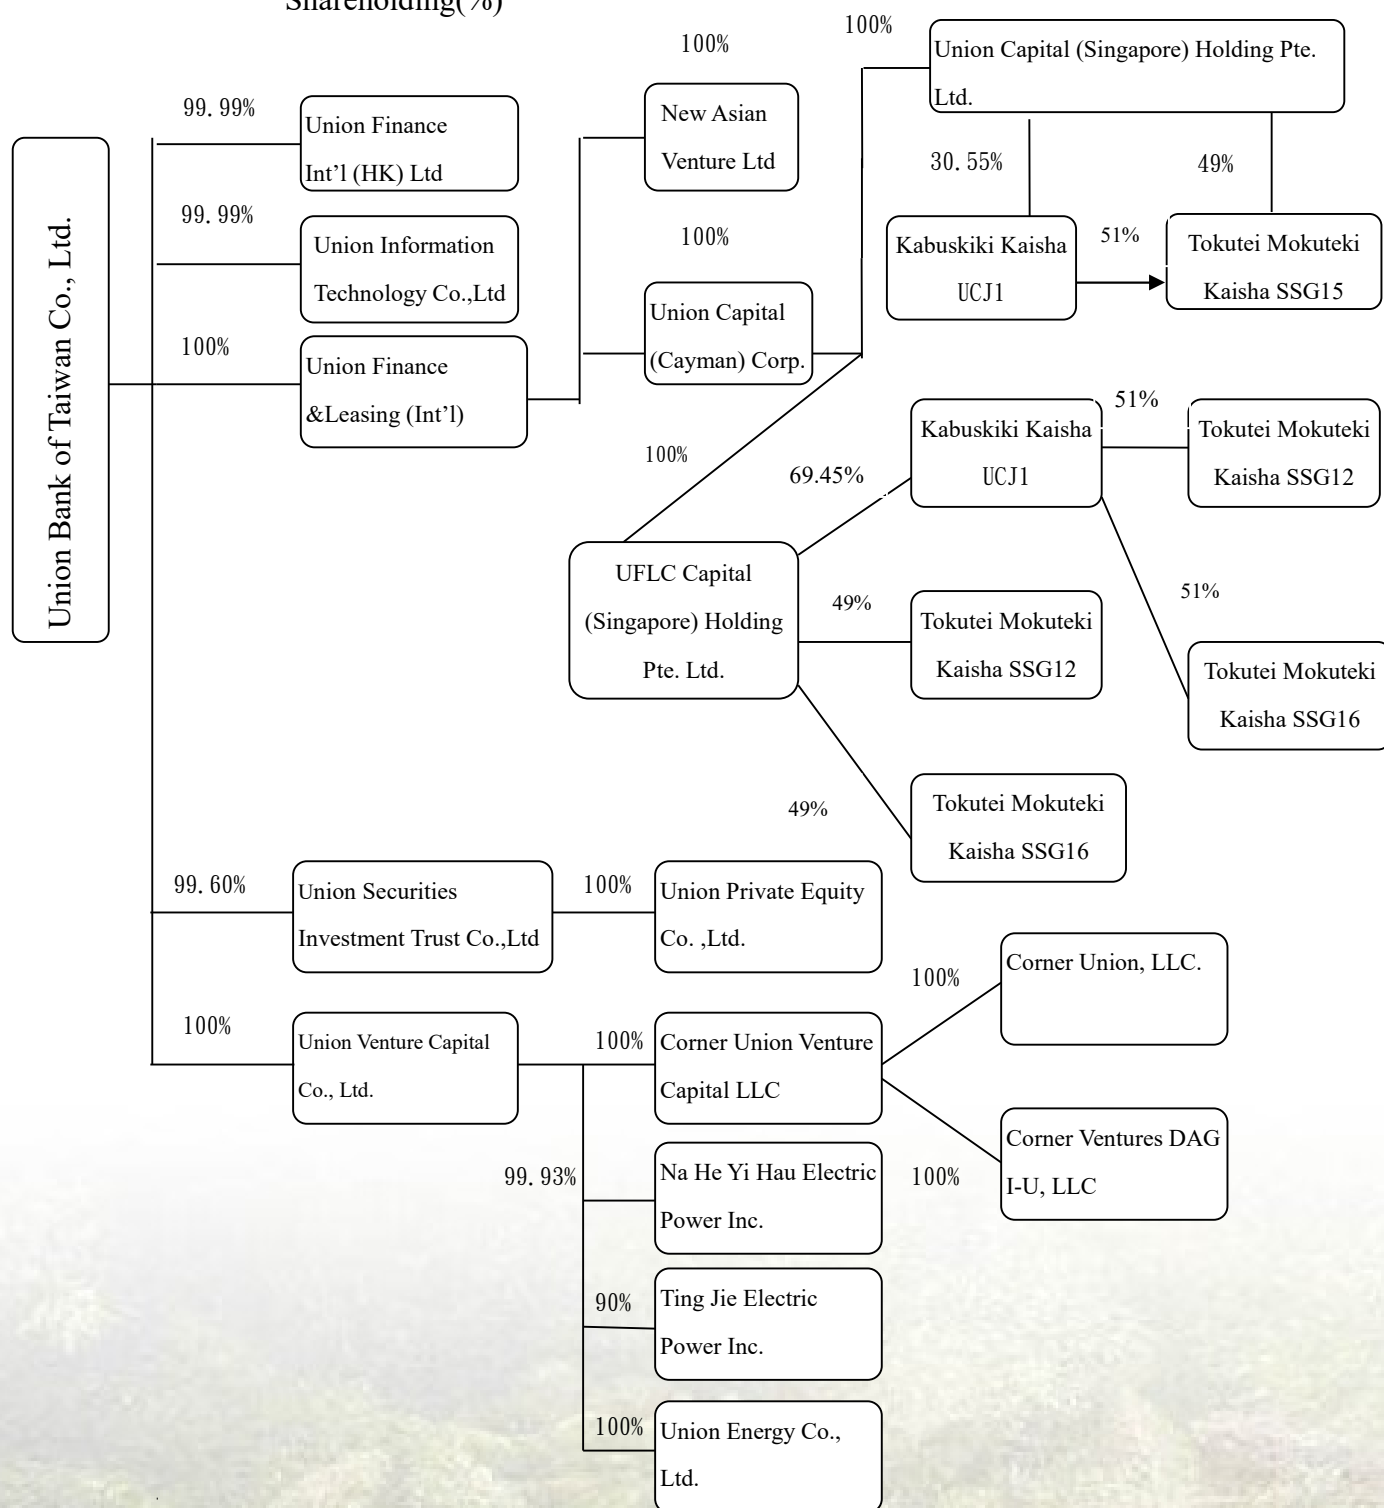 Shareholding(%)
Union Bank of Taiwan Co., Ltd.
99.99%
Union Finance
Int’l (HK) Ltd
99.99%
Union Information
Technology Co.,Ltd
100%
Union Finance
&Leasing (Int’l)
100%
New Asian
Venture Ltd
100%
Union Capital
(Cayman) Corp.
100%
Union Capital (Singapore) Holding Pte.
Ltd.
30.55%
49%
Kabuskiki Kaisha
UCJ1
51%
Tokutei Mokuteki
Kaisha SSG15
100%
UFLC Capital
(Singapore) Holding
Pte. Ltd.
69.45%
Kabuskiki Kaisha
UCJ1
51%
Tokutei Mokuteki
Kaisha SSG12
51%
Tokutei Mokuteki
Kaisha SSG16
49%
Tokutei Mokuteki
Kaisha SSG12
49%
Tokutei Mokuteki
Kaisha SSG16
99.60%
Union Securities
Investment Trust Co.,Ltd
100%
Union Private Equity
Co. ,Ltd.
100%
Union Venture Capital
Co., Ltd.
100%
Corner Union Venture
Capital LLC
100%
Corner Union, LLC.
100%
Corner Ventures DAG
I-U, LLC
99.93%
Na He Yi Hau Electric
Power Inc.
90%
Ting Jie Electric
Power Inc.
100%
Union Energy Co.,
Ltd.